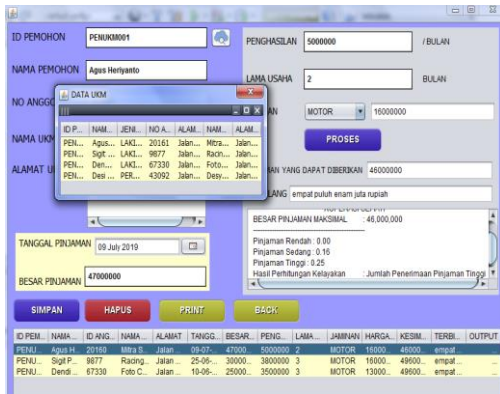 ID PEMOHON PENUKM001
NAMA PEMOHON Agus Heriyanto
NO ANGGO
NAMA UKM
ALAMAT U
TANGGAL PINJAMAN 09 July 2019
BESAR PINJAMAN 47000000
PENGHASILAN 5000000 / BULAN
LAMA USAHA 2 BULAN
AN MOTOR 16000000
PROSES
MAN YANG DAPAT DIBERIKAN 46000000
LANG empat puluh enam juta rupiah
BESAR PINJAMAN MAKSIMAL : 46,000,000
Pinjaman Rendah : 0.00
Pinjaman Sedang : 0.16
Pinjaman Tinggi : 0.25
Hasil Perhitungan Kelayakan : Jumlah Penerimaan Pinjaman Tinggi
DATA UKM
ID P... NAM... JENI... NO A... ALAM... NAM... ALAM...
PEN... Agus... LAKI... 20161 Jalan... Mitra... Jalan...
PEN... Sigit ... LAKI... 9877 Jalan... Racin... Jalan...
PEN... Den... LAKI... 67330 Jalan... Foto... Jalan...
PEN... Desi ... PER... 43092 Jalan... Desy... Jalan...
SIMPAN HAPUS PRINT BACK
ID PEM... NAMA ... ID ANG... NAMA ... ALAMAT TANGG... BESAR... PENG... LAMA ... JAMINAN HARGA... KESIM... TERBI... OUTPUT
PENU... Agus H... 20160 Mitra S... Jalan ... 09-07-... 47000... 5000000 2 MOTOR 16000... 46000... empat ... ...
PENU... Sigit P... 9877 Racing... Jalan ... 25-06-... 30000... 3800000 3 MOTOR 16000... 49600... empat ... ...
PENU... Dendi ... 67330 Foto C... Jalan ... 10-06-... 25000... 3500000 3 MOTOR 13000... 49600... empat ... ...